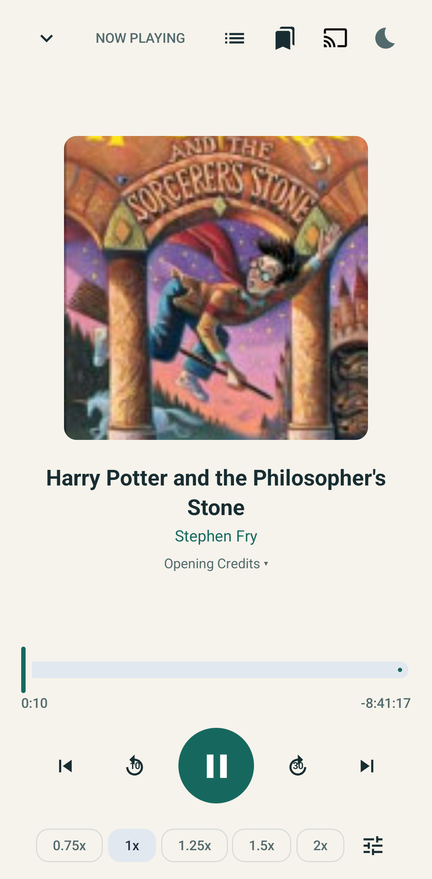 NOW PLAYING
AND THE
SORCERER'S STONE
Harry Potter and the Philosopher's
Stone
Stephen Fry
Opening Credits ▾
0:10
-8:41:17
10
30
0.75x
1x
1.25x
1.5x
2x